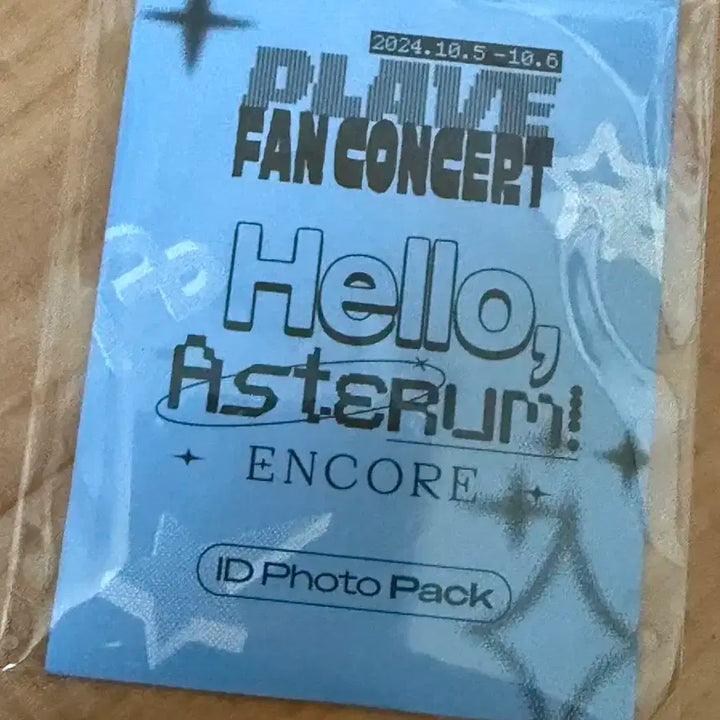 2024.10.5-10.6
PLAVE
FAN CONCERT
Hello,
Asterum!
ENCORE
ID Photo Pack